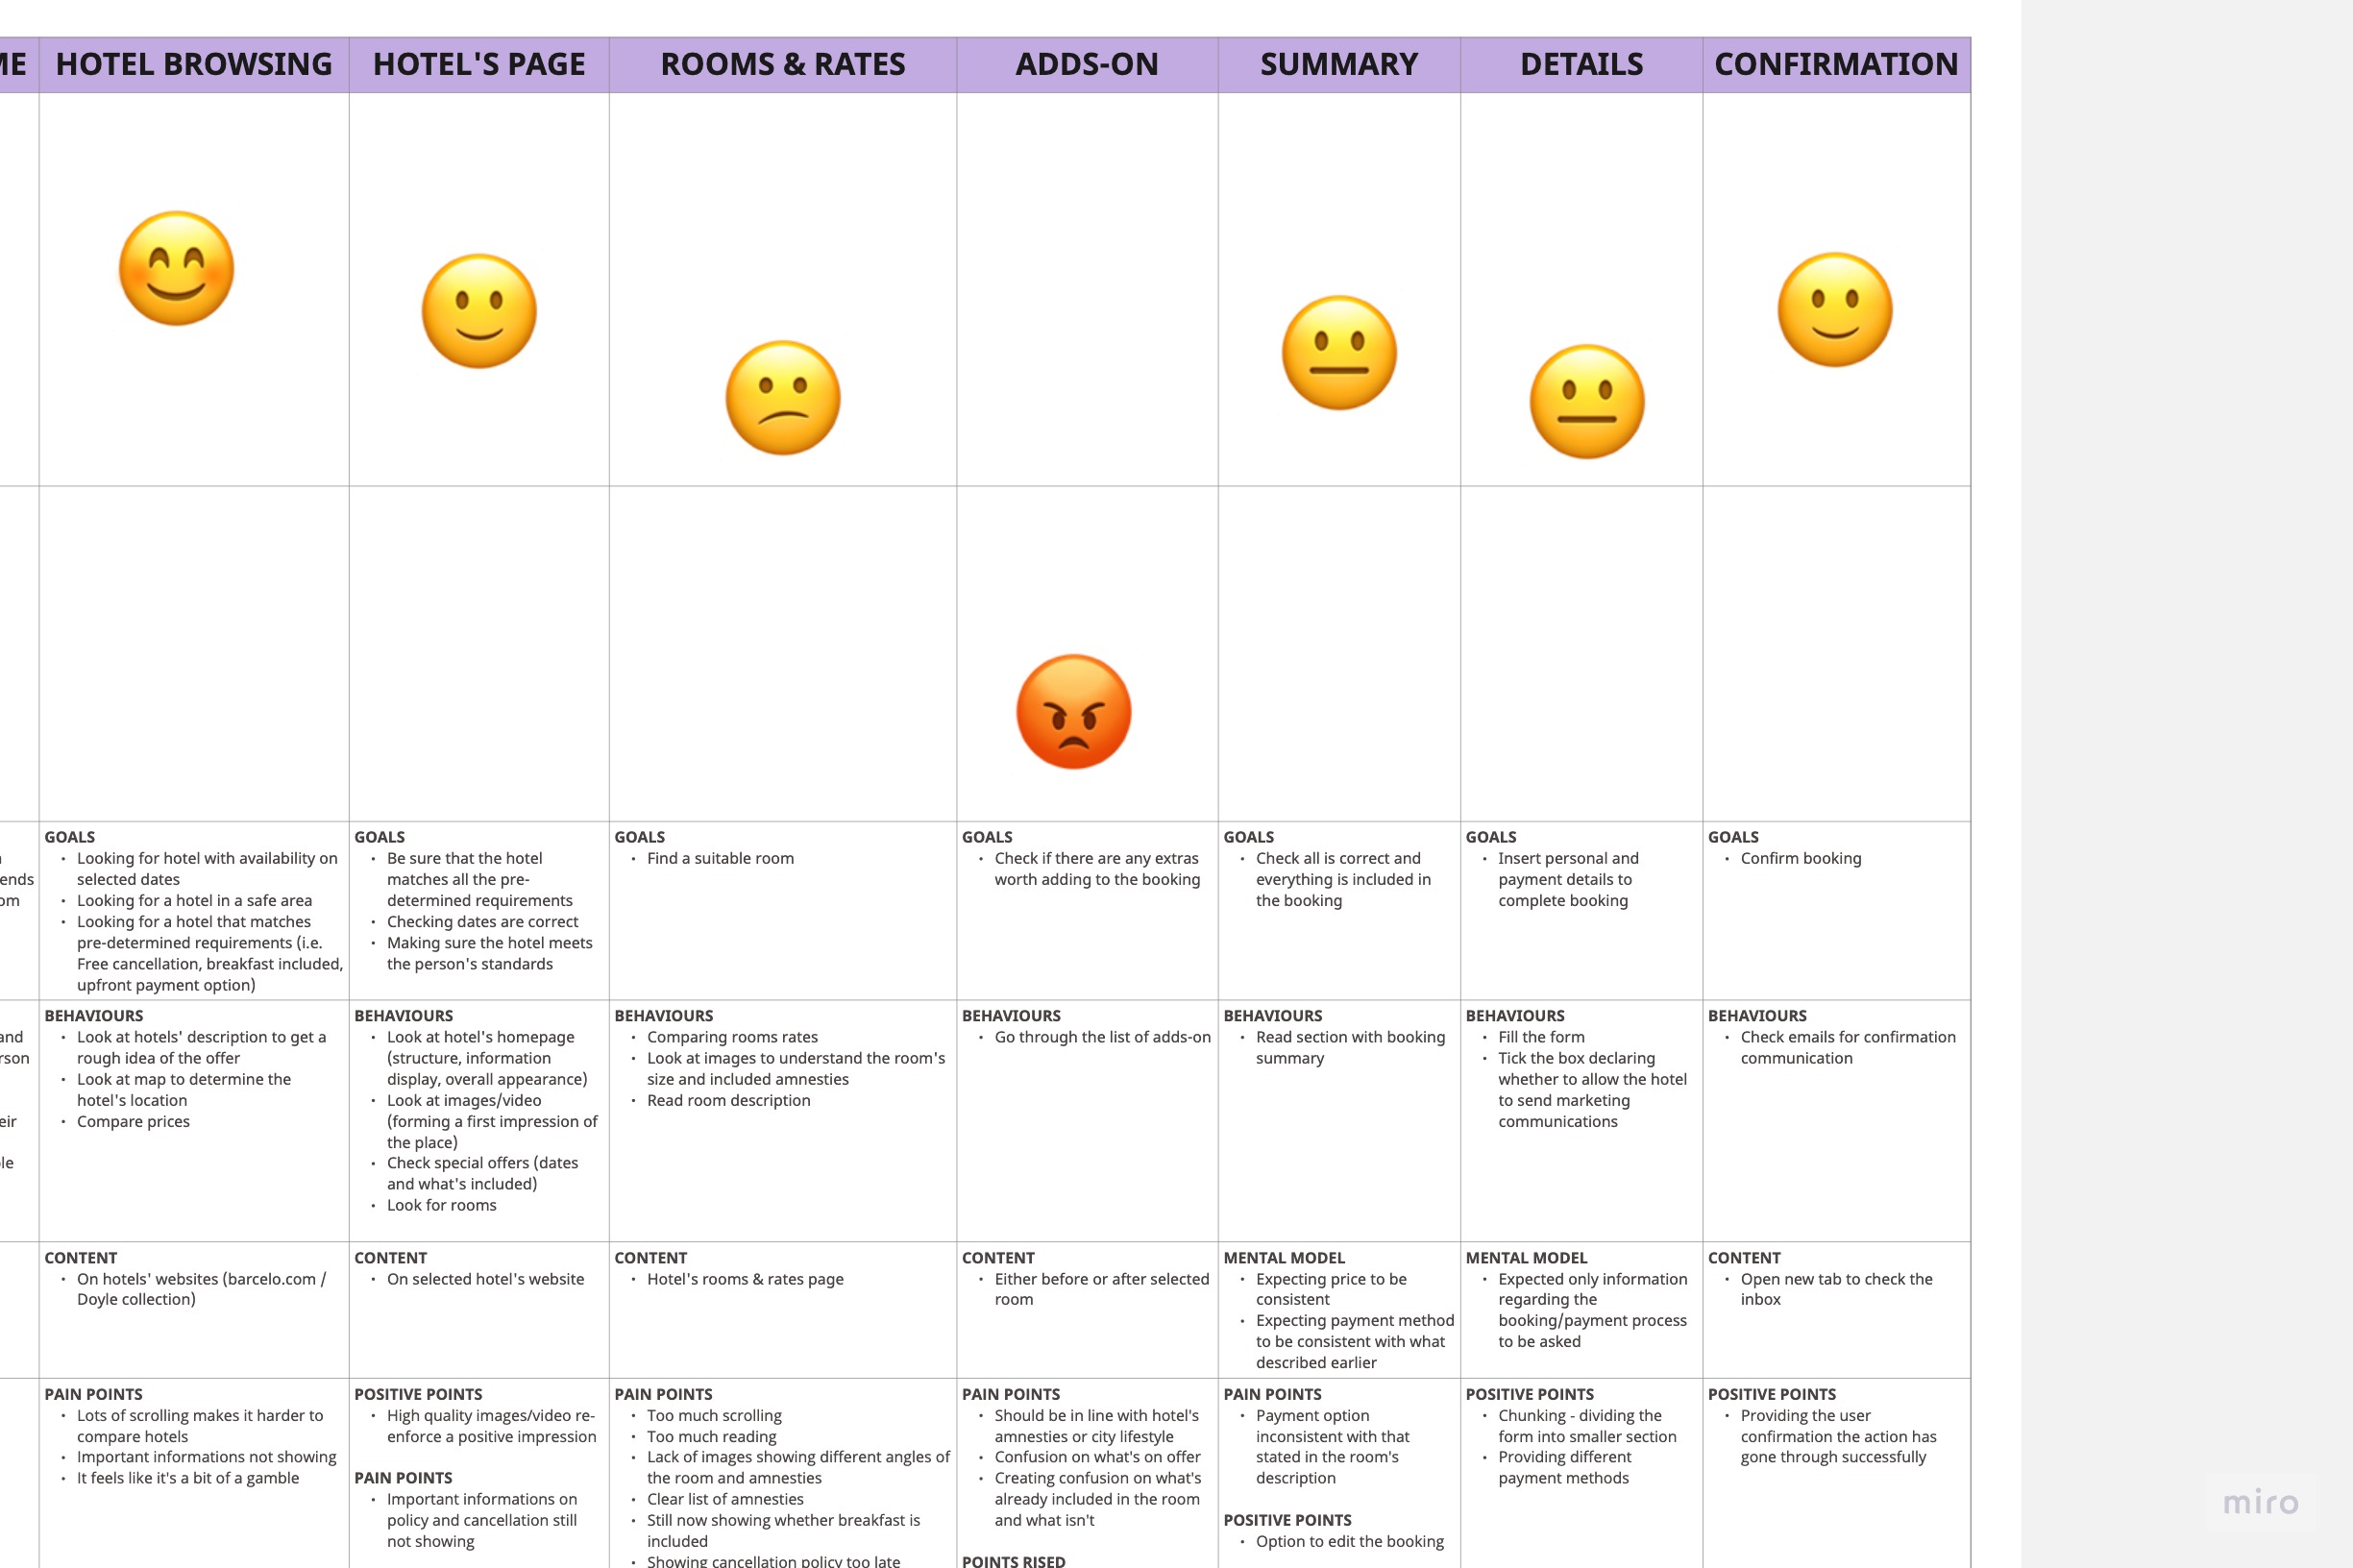 ME
HOTEL BROWSING
HOTEL'S PAGE
ROOMS & RATES
ADDS-ON
SUMMARY
DETAILS
CONFIRMATION
ends
om
GOALS
• Looking for hotel with availability on
selected dates
• Looking for a hotel in a safe area
• Looking for a hotel that matches
pre-determined requirements (i.e.
Free cancellation, breakfast included,
upfront payment option)
GOALS
• Be sure that the hotel
matches all the pre-
determined requirements
• Checking dates are correct
• Making sure the hotel meets
the person's standards
GOALS
• Find a suitable room
GOALS
• Check if there are any extras
worth adding to the booking
GOALS
• Check all is correct and
everything is included in
the booking
GOALS
• Insert personal and
payment details to
complete booking
GOALS
• Confirm booking
and
rson
eir
le
BEHAVIOURS
• Look at hotels' description to get a
rough idea of the offer
• Look at map to determine the
hotel's location
• Compare prices
BEHAVIOURS
• Look at hotel's homepage
(structure, information
display, overall appearance)
• Look at images/video
(forming a first impression of
the place)
• Check special offers (dates
and what's included)
• Look for rooms
BEHAVIOURS
• Comparing rooms rates
• Look at images to understand the room's
size and included amnesties
• Read room description
BEHAVIOURS
• Go through the list of adds-on
BEHAVIOURS
• Read section with booking
summary
BEHAVIOURS
• Fill the form
• Tick the box declaring
whether to allow the hotel
to send marketing
communications
BEHAVIOURS
• Check emails for confirmation
communication
CONTENT
• On hotels' websites (barcelo.com /
Doyle collection)
CONTENT
• On selected hotel's website
CONTENT
• Hotel's rooms & rates page
CONTENT
• Either before or after selected
room
MENTAL MODEL
• Expecting price to be
consistent
• Expecting payment method
to be consistent with what
described earlier
MENTAL MODEL
• Expected only information
regarding the
booking/payment process
to be asked
CONTENT
• Open new tab to check the
inbox
PAIN POINTS
• Lots of scrolling makes it harder to
compare hotels
• Important informations not showing
• It feels like it's a bit of a gamble
POSITIVE POINTS
• High quality images/video re-
enforce a positive impression
PAIN POINTS
• Important informations on
policy and cancellation still
not showing
PAIN POINTS
• Too much scrolling
• Too much reading
• Lack of images showing different angles of
the room and amnesties
• Clear list of amnesties
• Still now showing whether breakfast is
included
• Showing cancellation policy too late
PAIN POINTS
• Should be in line with hotel's
amnesties or city lifestyle
• Confusion on what's on offer
• Creating confusion on what's
already included in the room
and what isn't
POINTS RISED
PAIN POINTS
• Payment option
inconsistent with that
stated in the room's
description
POSITIVE POINTS
• Option to edit the booking
POSITIVE POINTS
• Chunking - dividing the
form into smaller section
• Providing different
payment methods
POSITIVE POINTS
• Providing the user
confirmation the action has
gone through successfully
miro